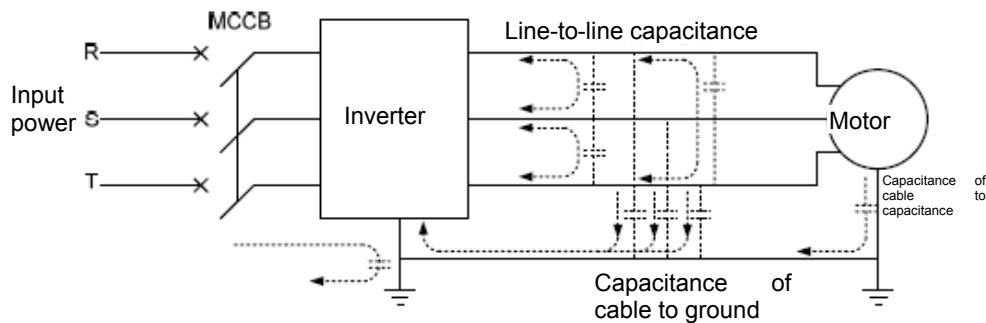 MCCB
Line-to-line capacitance
R
Input
power
S
T
Inverter
Motor
Capacitance of
cable to
capacitance
Capacitance of
cable to ground